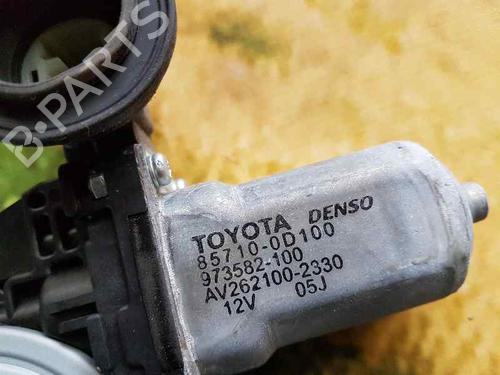 B-PARTS
TOYOTA DENSO
85710-0D100
973582-100
AV262100-2330
12V 05J